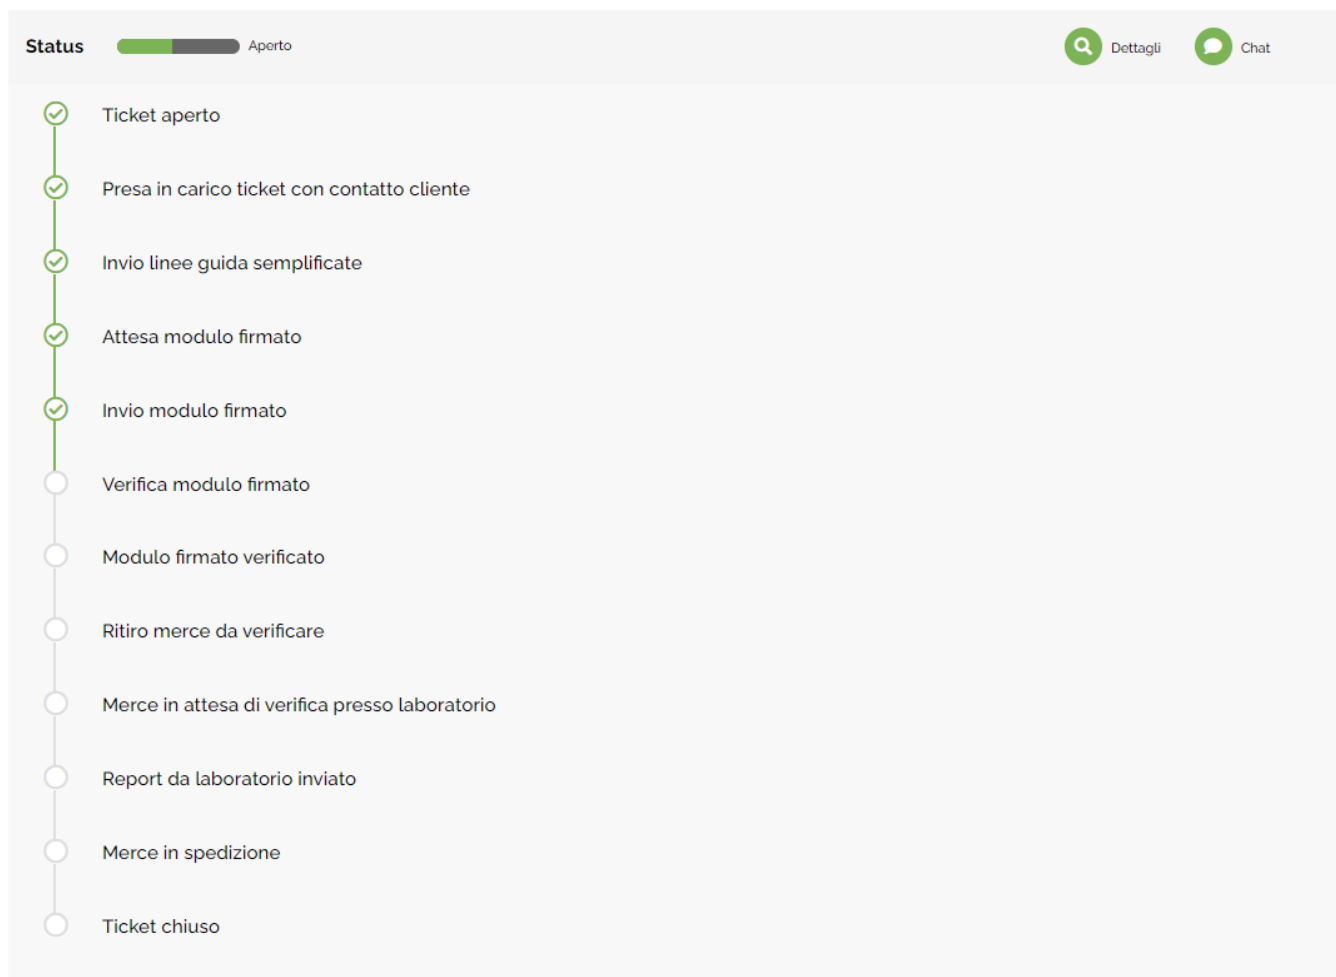 Status Aperto Dettagli Chat
Ticket aperto
Presa in carico ticket con contatto cliente
Invio linee guida semplificate
Attesa modulo firmato
Invio modulo firmato
Verifica modulo firmato
Modulo firmato verificato
Ritiro merce da verificare
Merce in attesa di verifica presso laboratorio
Report da laboratorio inviato
Merce in spedizione
Ticket chiuso